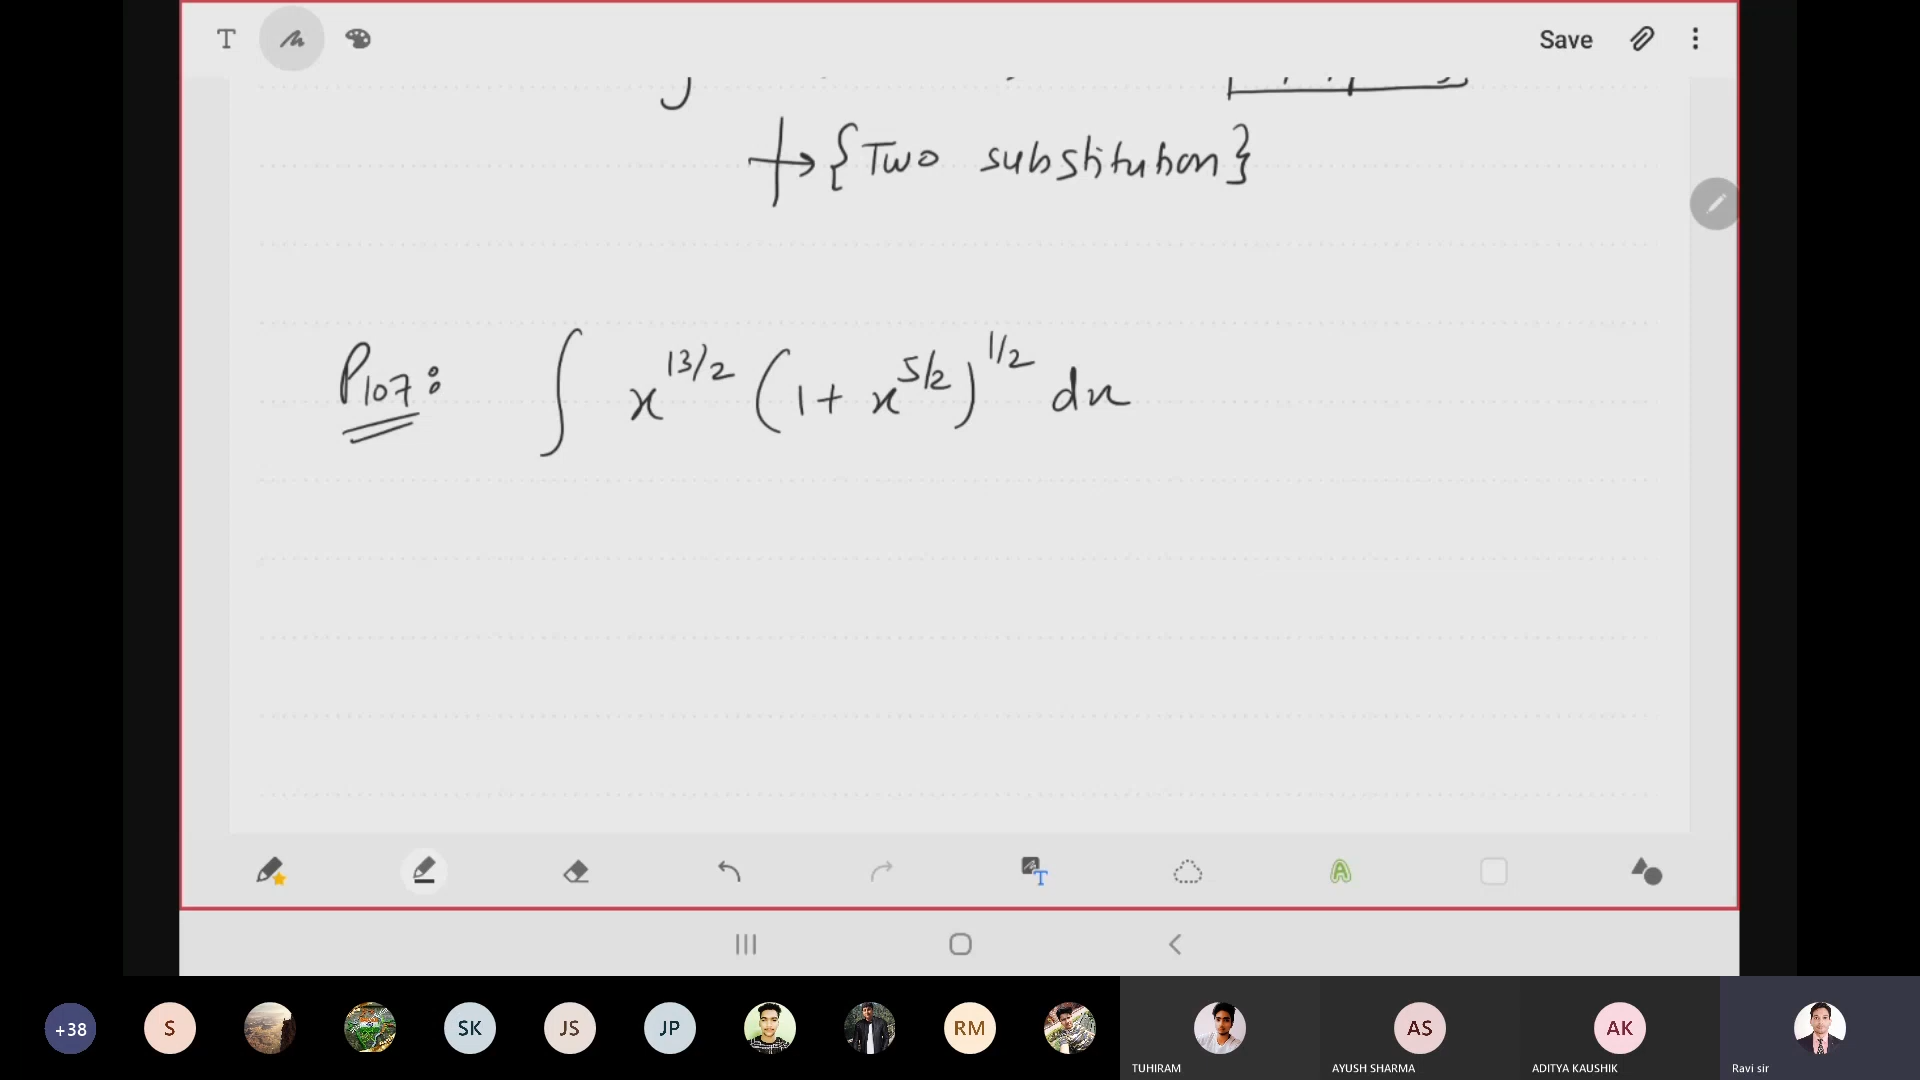 T Save
→ {Two substitution}
P₁₀₇: ∫ x^{13/2} (1 + x^{5/2})^{1/2} dx
T A
+38 S SK JS JP RM AS AK
TUHIRAM AYUSH SHARMA ADITYA KAUSHIK Ravi sir